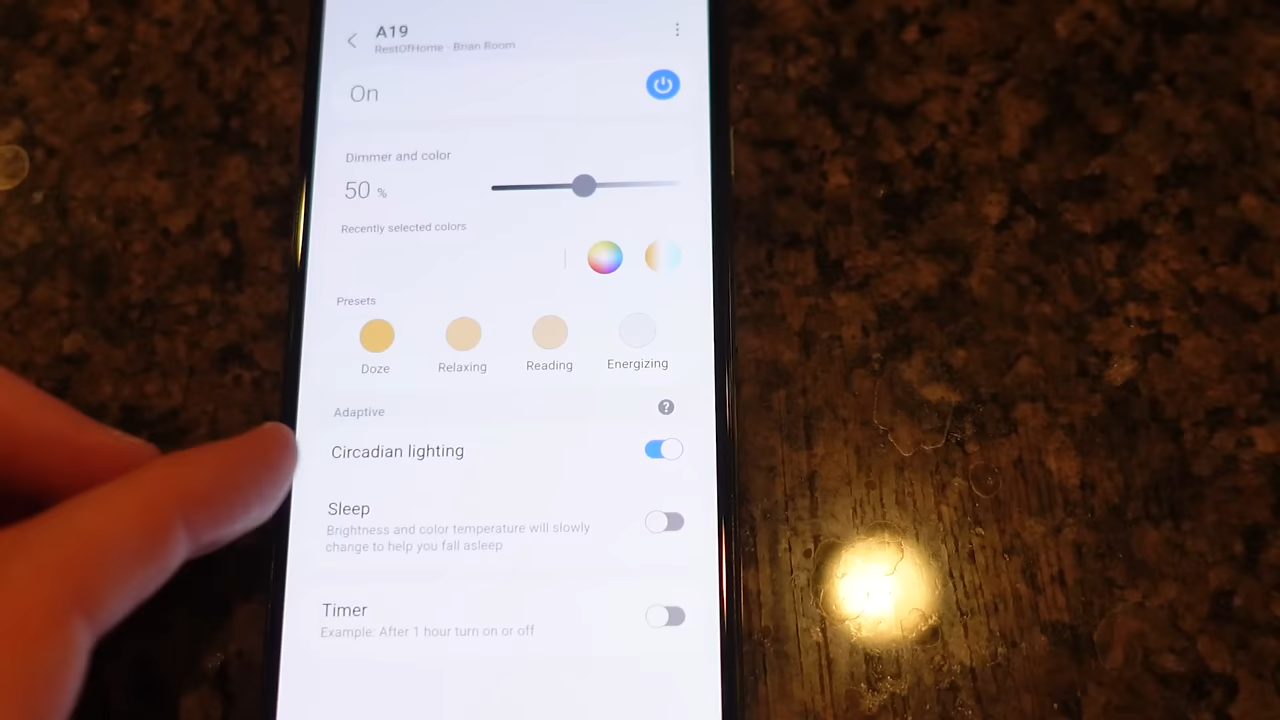 A19
RestOfHome - Brian Room
On
Dimmer and color
50 %
Recently selected colors
Presets
Doze Relaxing Reading Energizing
Adaptive ?
Circadian lighting
Sleep
Brightness and color temperature will slowly
change to help you fall asleep
Timer
Example: After 1 hour turn on or off